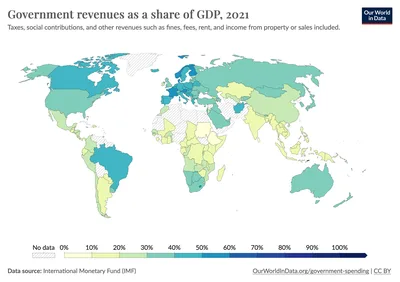 Government revenues as a share of GDP, 2021
Our World
in Data
Taxes, social contributions, and other revenues such as fines, fees, rent, and income from property or sales included.
No data 0% 10% 20% 30% 40% 50% 60% 70% 80% 90% 100%
Data source: International Monetary Fund (IMF)
OurWorldinData.org/government-spending | CC BY